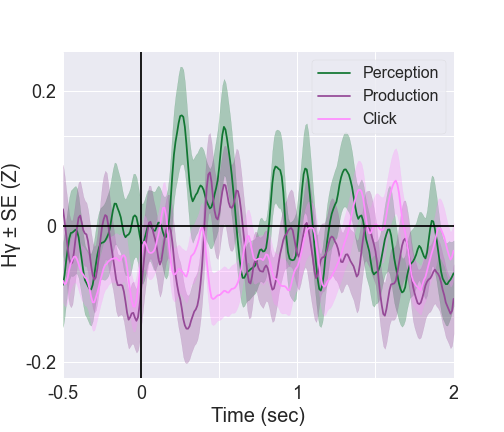 Perception
Production
Click
Hγ ± SE (Z)
0.2
0
-0.2
-0.5
0
1
2
Time (sec)